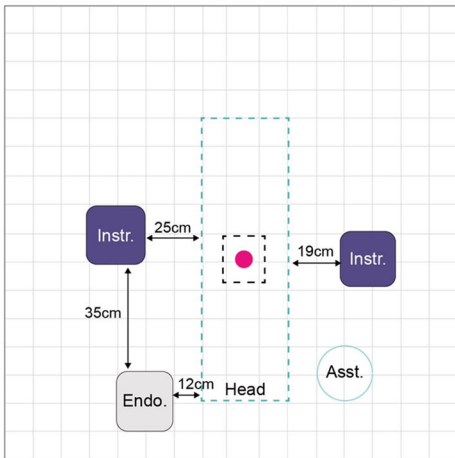 25cm
Instr.
19cm
Instr.
35cm
12cm
Head
Endo.
Asst.